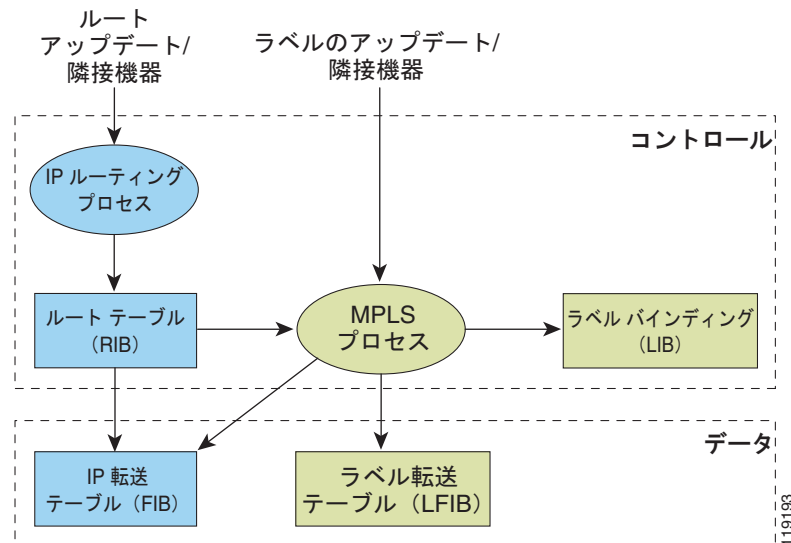 ルート
アップデート/
隣接機器
ラベルのアップデート/
隣接機器
コントロール
IP ルーティング
プロセス
ルート テーブル
（RIB）
MPLS
プロセス
ラベル バインディング
（LIB）
データ
IP 転送
テーブル（FIB）
ラベル転送
テーブル（LFIB）
119193